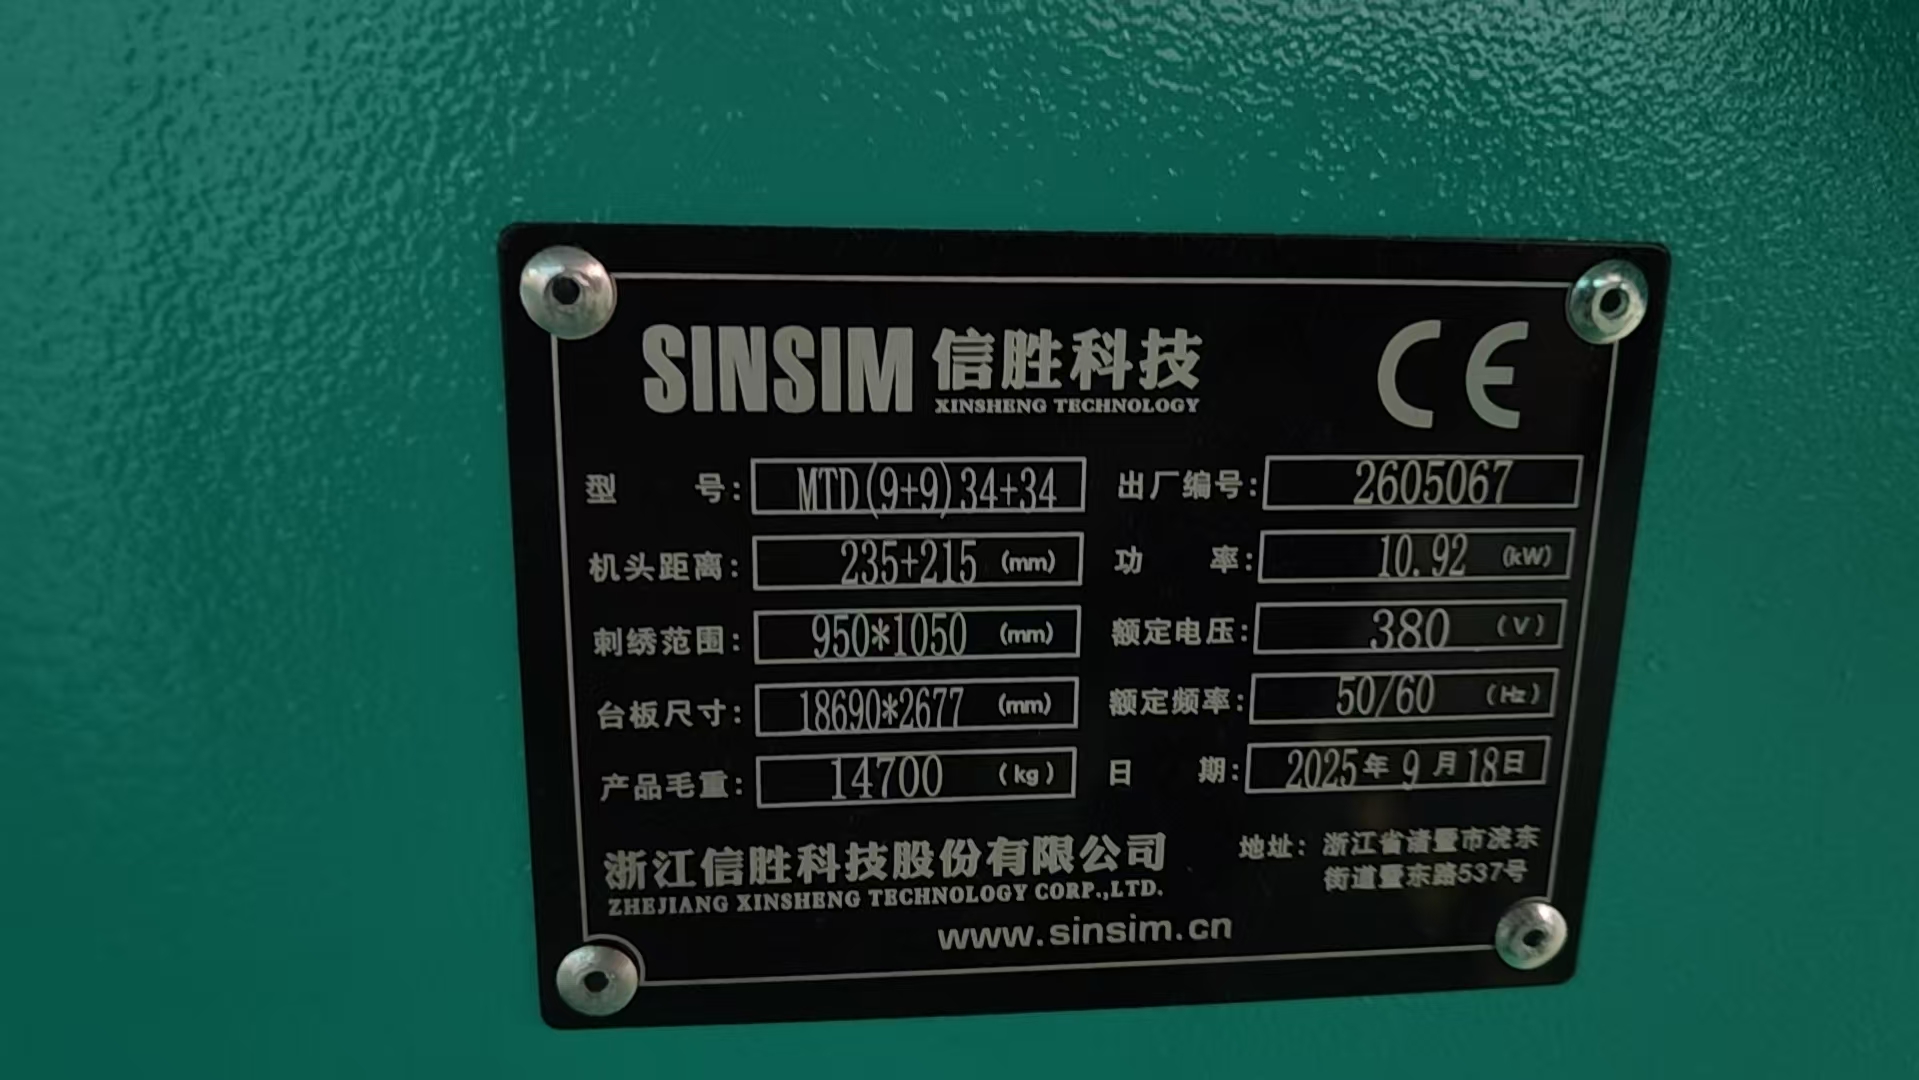 SINSIM 信胜科技 CE
XINSHENG TECHNOLOGY
型 号: MTD(9+9)34+34 出厂编号: 2605067
机头距离: 235+215 (mm) 功 率: 10.92 (kW)
刺绣范围: 950*1050 (mm) 额定电压: 380 (V)
台板尺寸: 18690*2677 (mm) 额定频率: 50/60 (Hz)
产品毛重: 14700 (kg) 日 期: 2025年9月18日
浙江信胜科技股份有限公司
ZHEJIANG XINSHENG TECHNOLOGY CORP.,LTD.
地址: 浙江省诸暨市浣东
街道暨东路537号
www.sinsim.cn